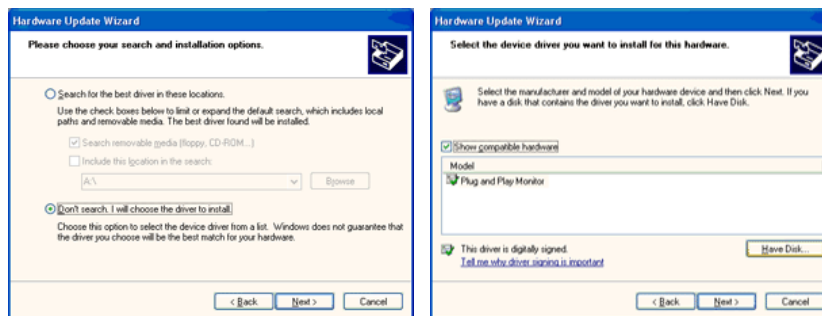 Hardware Update Wizard
Please choose your search and installation options.
Search for the best driver in these locations.
Use the check boxes below to limit or expand the default search, which includes local
paths and removable media. The best driver found will be installed.
Search removable media (floppy, CD-ROM...)
Include this location in the search:
A:\
Browse
Don't search. I will choose the driver to install.
Choose this option to select the device driver from a list. Windows does not guarantee that
the driver you choose will be the best match for your hardware.
< Back
Next >
Cancel
Hardware Update Wizard
Select the device driver you want to install for this hardware.
Select the manufacturer and model of your hardware device and then click Next. If you
have a disk that contains the driver you want to install, click Have Disk.
Show compatible hardware
Model
Plug and Play Monitor
This driver is digitally signed.
Tell me why driver signing is important
Have Disk...
< Back
Next >
Cancel